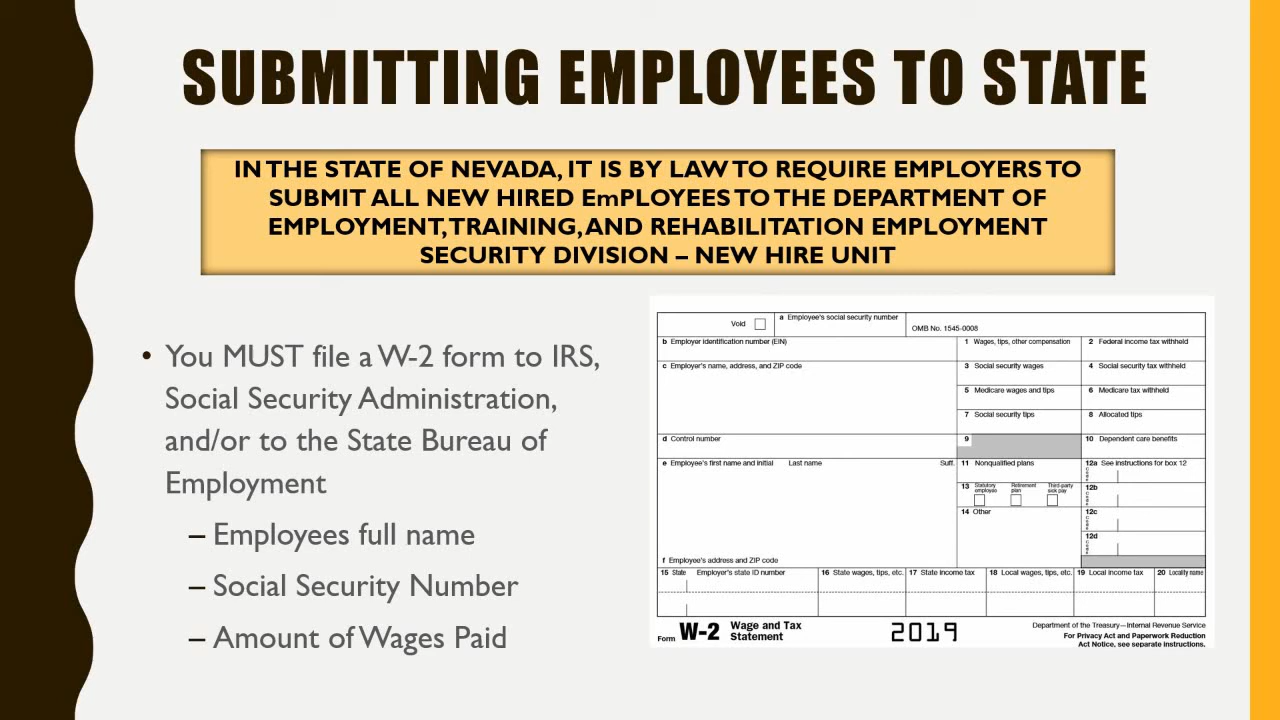 SUBMITTING EMPLOYEES TO STATE
IN THE STATE OF NEVADA, IT IS BY LAW TO REQUIRE EMPLOYERS TO
SUBMIT ALL NEW HIRED EmPLOYEES TO THE DEPARTMENT OF
EMPLOYMENT, TRAINING, AND REHABILITATION EMPLOYMENT
SECURITY DIVISION – NEW HIRE UNIT
• You MUST file a W-2 form to IRS,
Social Security Administration,
and/or to the State Bureau of
Employment
– Employees full name
– Social Security Number
– Amount of Wages Paid
Void
a Employee's social security number
OMB No. 1545-0008
b Employer identification number (EIN)
1 Wages, tips, other compensation
2 Federal income tax withheld
c Employer's name, address, and ZIP code
3 Social security wages
4 Social security tax withheld
5 Medicare wages and tips
6 Medicare tax withheld
7 Social security tips
8 Allocated tips
d Control number
9
10 Dependent care benefits
e Employee's first name and initial Last name Suff.
11 Nonqualified plans
12a See instructions for box 12
Code
13 Statutory employee Retirement plan Third-party sick pay
12b
Code
14 Other
12c
Code
12d
Code
f Employee's address and ZIP code
15 State Employer's state ID number
16 State wages, tips, etc.
17 State income tax
18 Local wages, tips, etc.
19 Local income tax
20 Locality name
Form W-2 Wage and Tax
Statement
2019
Department of the Treasury—Internal Revenue Service
For Privacy Act and Paperwork Reduction
Act Notice, see separate instructions.